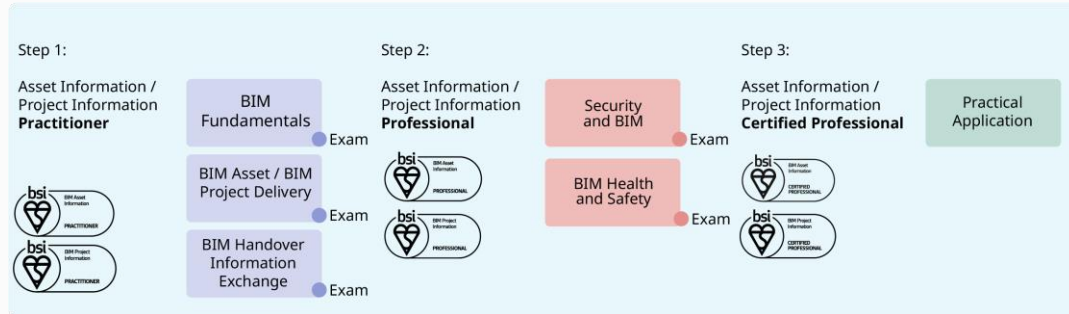 Step 1:
Asset Information /
Project Information
Practitioner
bsi
BIM Asset
Information
PRACTITIONER
bsi
BIM Project
Information
PRACTITIONER
BIM
Fundamentals
Exam
BIM Asset / BIM
Project Delivery
Exam
BIM Handover
Information
Exchange
Exam
Step 2:
Asset Information /
Project Information
Professional
bsi
BIM Asset
Information
PROFESSIONAL
bsi
BIM Project
Information
PROFESSIONAL
Security
and BIM
Exam
BIM Health
and Safety
Exam
Step 3:
Asset Information /
Project Information
Certified Professional
bsi
BIM Asset
Information
CERTIFIED
PROFESSIONAL
bsi
BIM Project
Information
CERTIFIED
PROFESSIONAL
Practical
Application